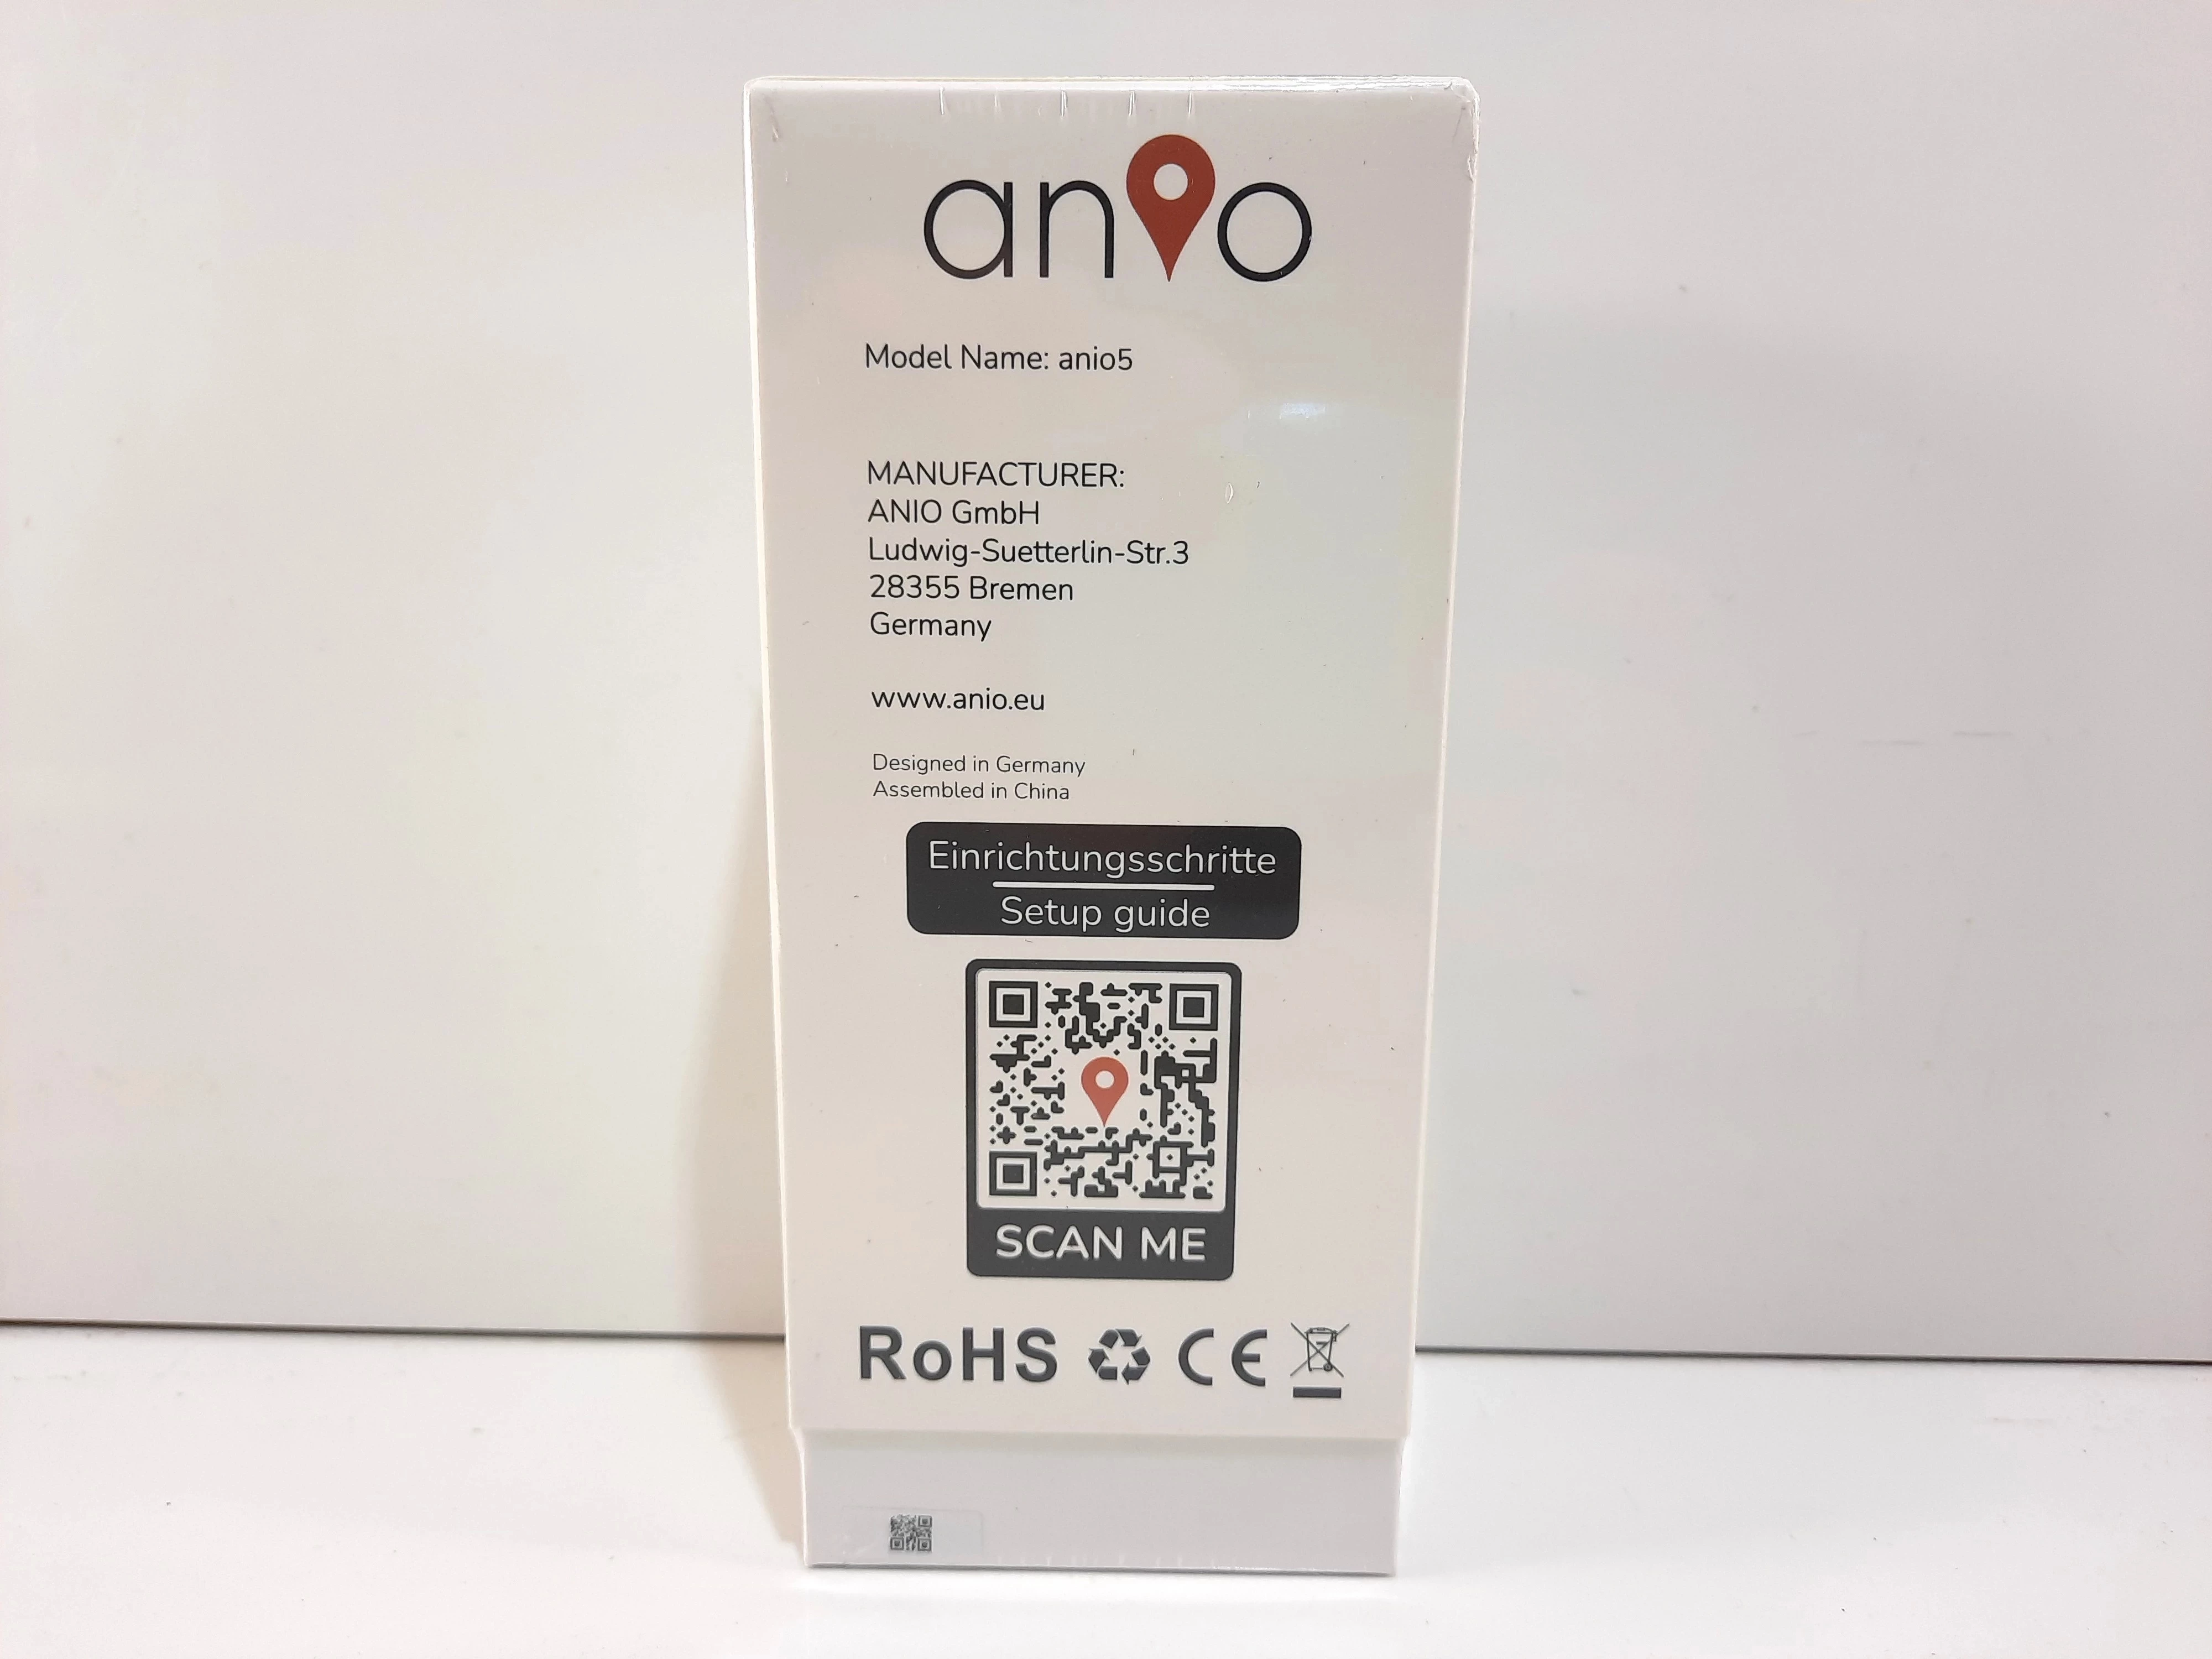 anio
Model Name: anio5
MANUFACTURER:
ANIO GmbH
Ludwig-Suetterlin-Str.3
28355 Bremen
Germany
www.anio.eu
Designed in Germany
Assembled in China
Einrichtungsschritte
Setup guide
SCAN ME
RoHS CE